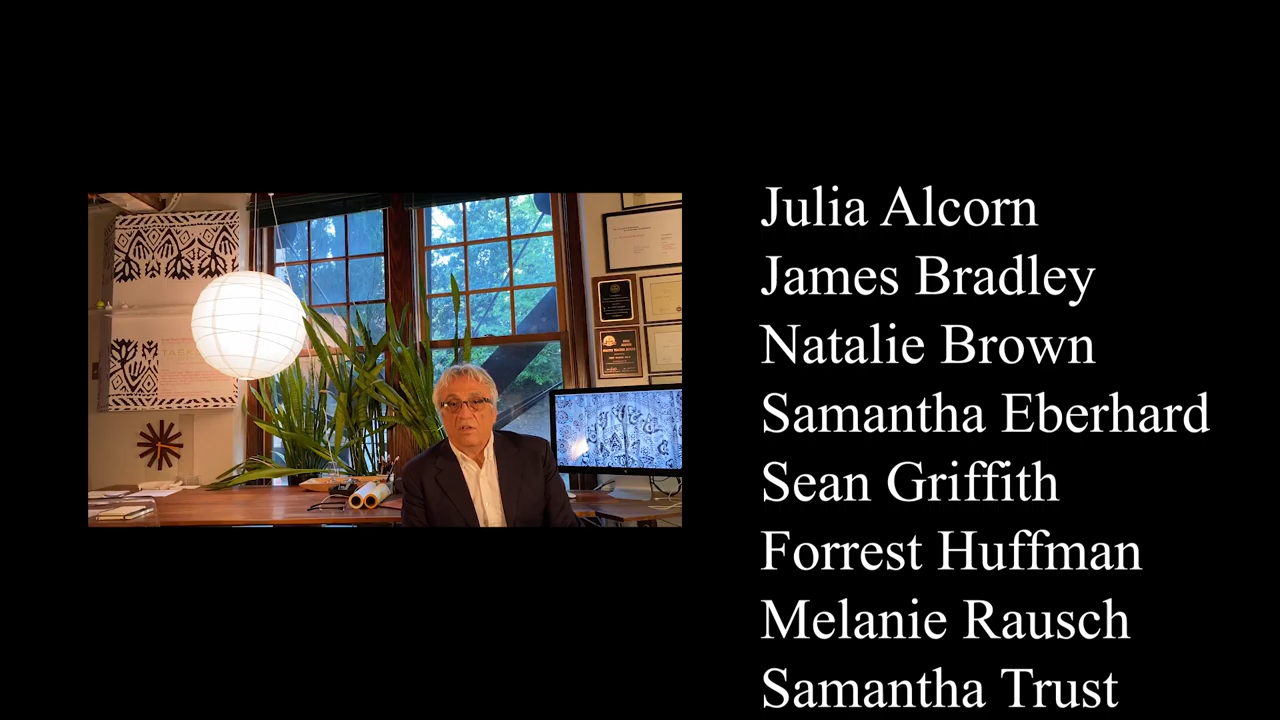 Julia Alcorn
James Bradley
Natalie Brown
Samantha Eberhard
Sean Griffith
Forrest Huffman
Melanie Rausch
Samantha Trust